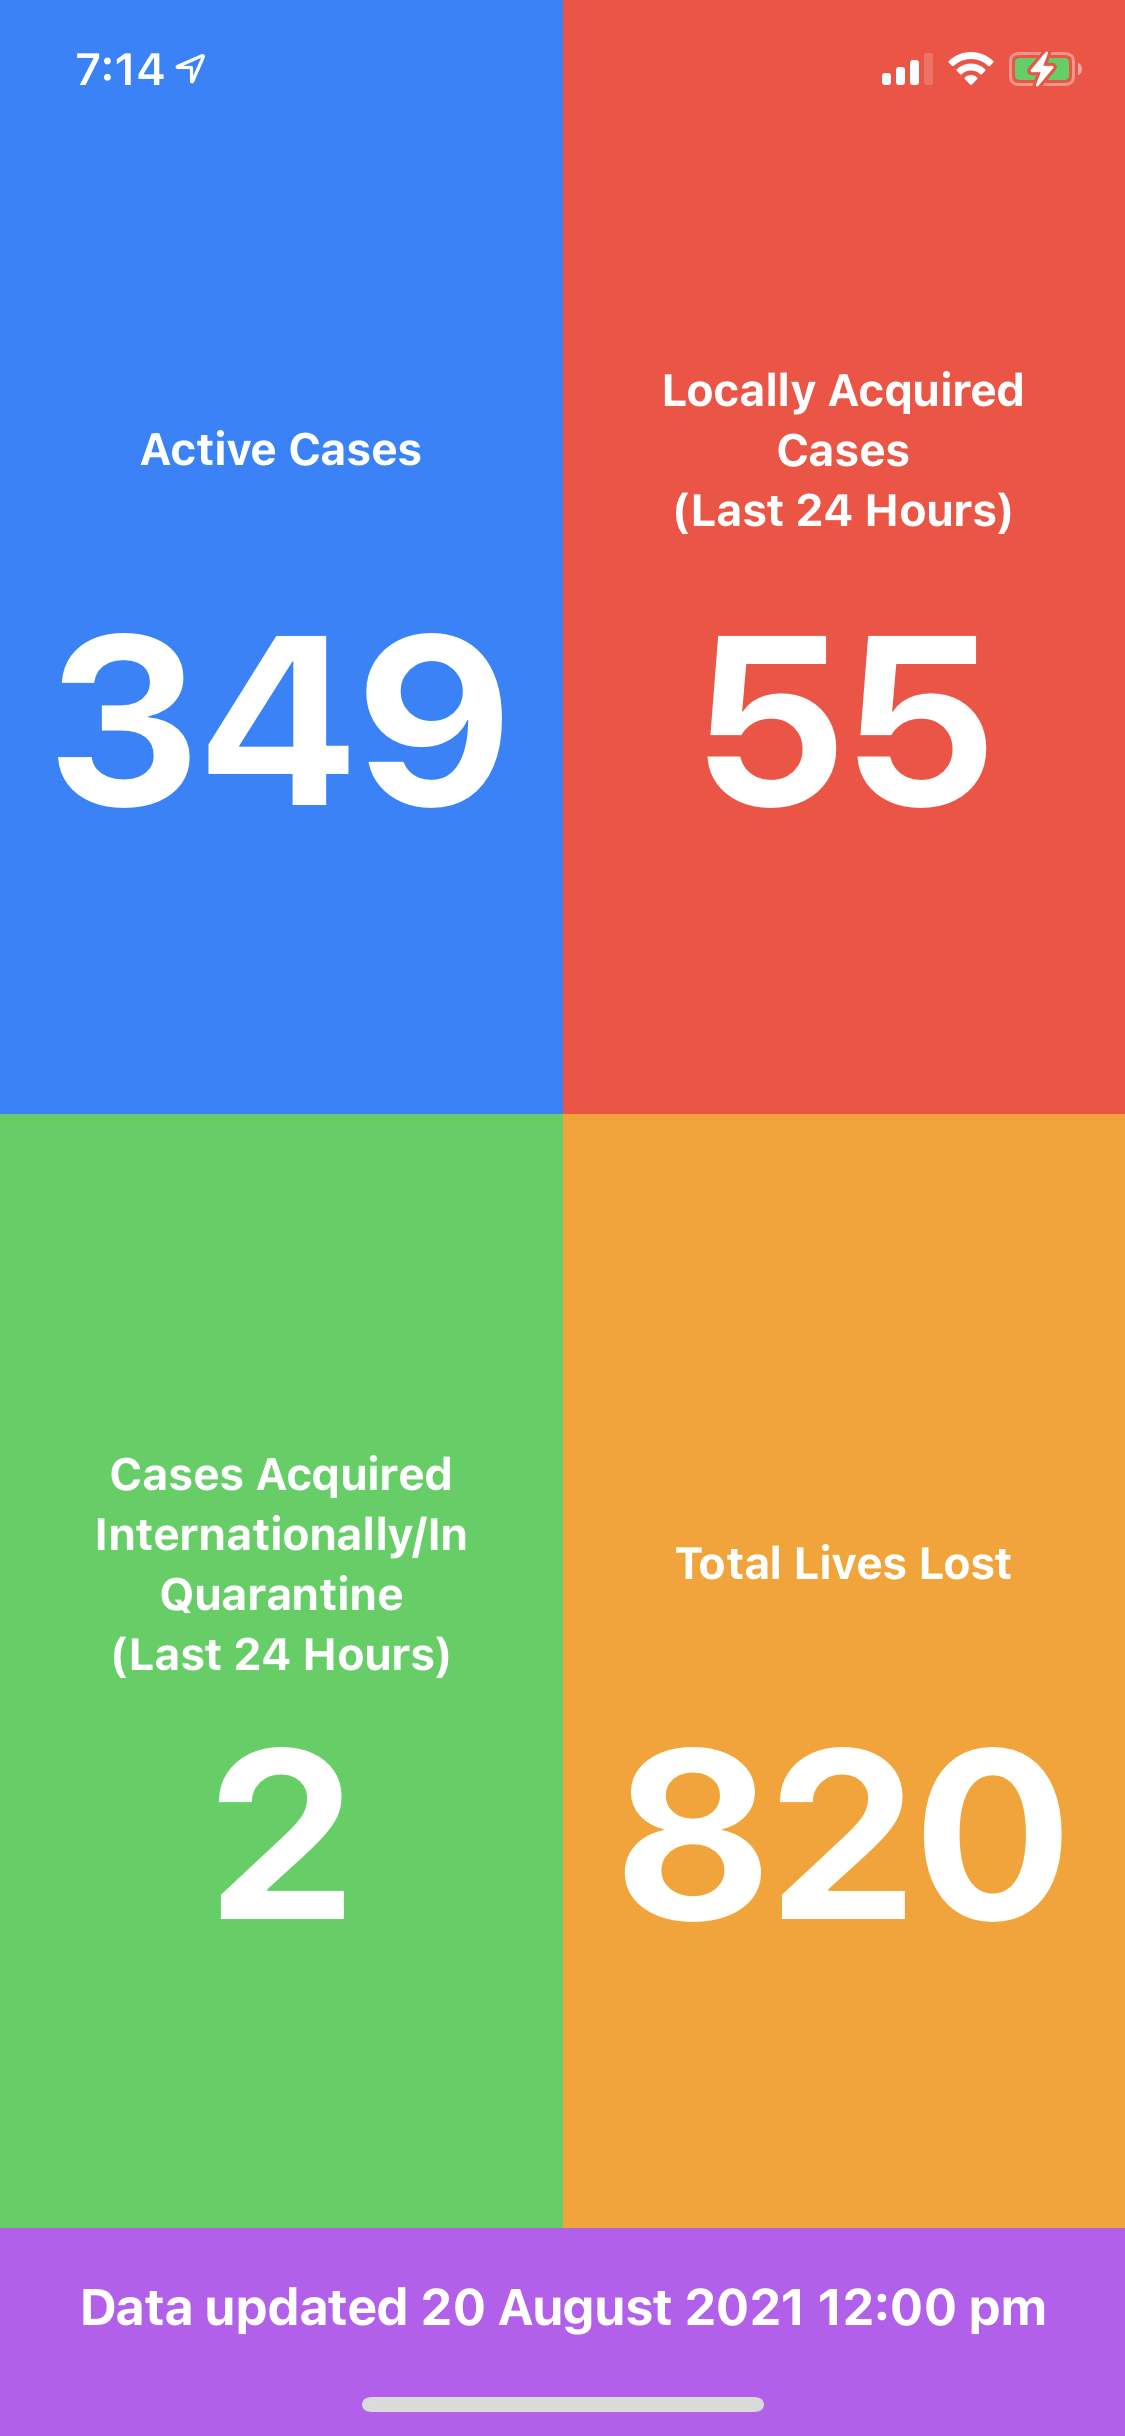 7:14
Active Cases
349
Locally Acquired
Cases
(Last 24 Hours)
55
Cases Acquired
Internationally/In
Quarantine
(Last 24 Hours)
2
Total Lives Lost
820
Data updated 20 August 2021 12:00 pm